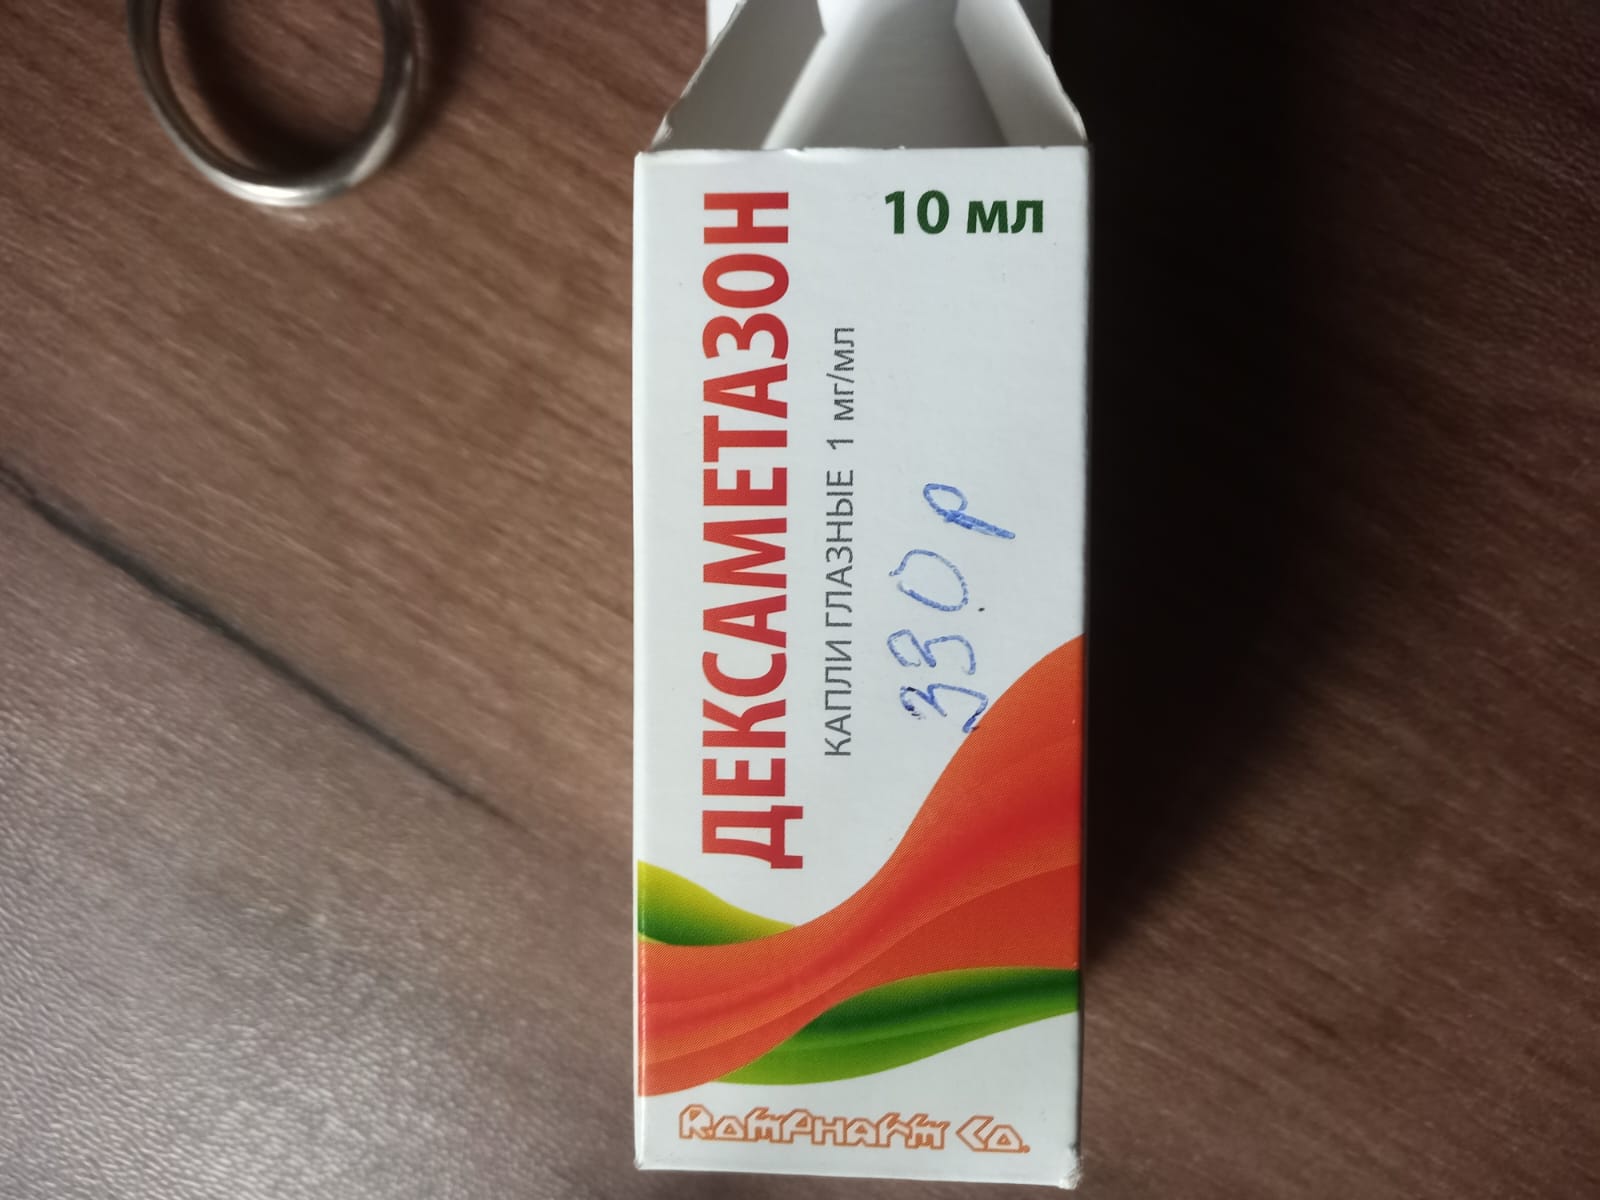 10 мл
ДЕКСАМЕТАЗОН
КАПЛИ ГЛАЗНЫЕ 1 мг/мл
330 р
RomPharm Co.